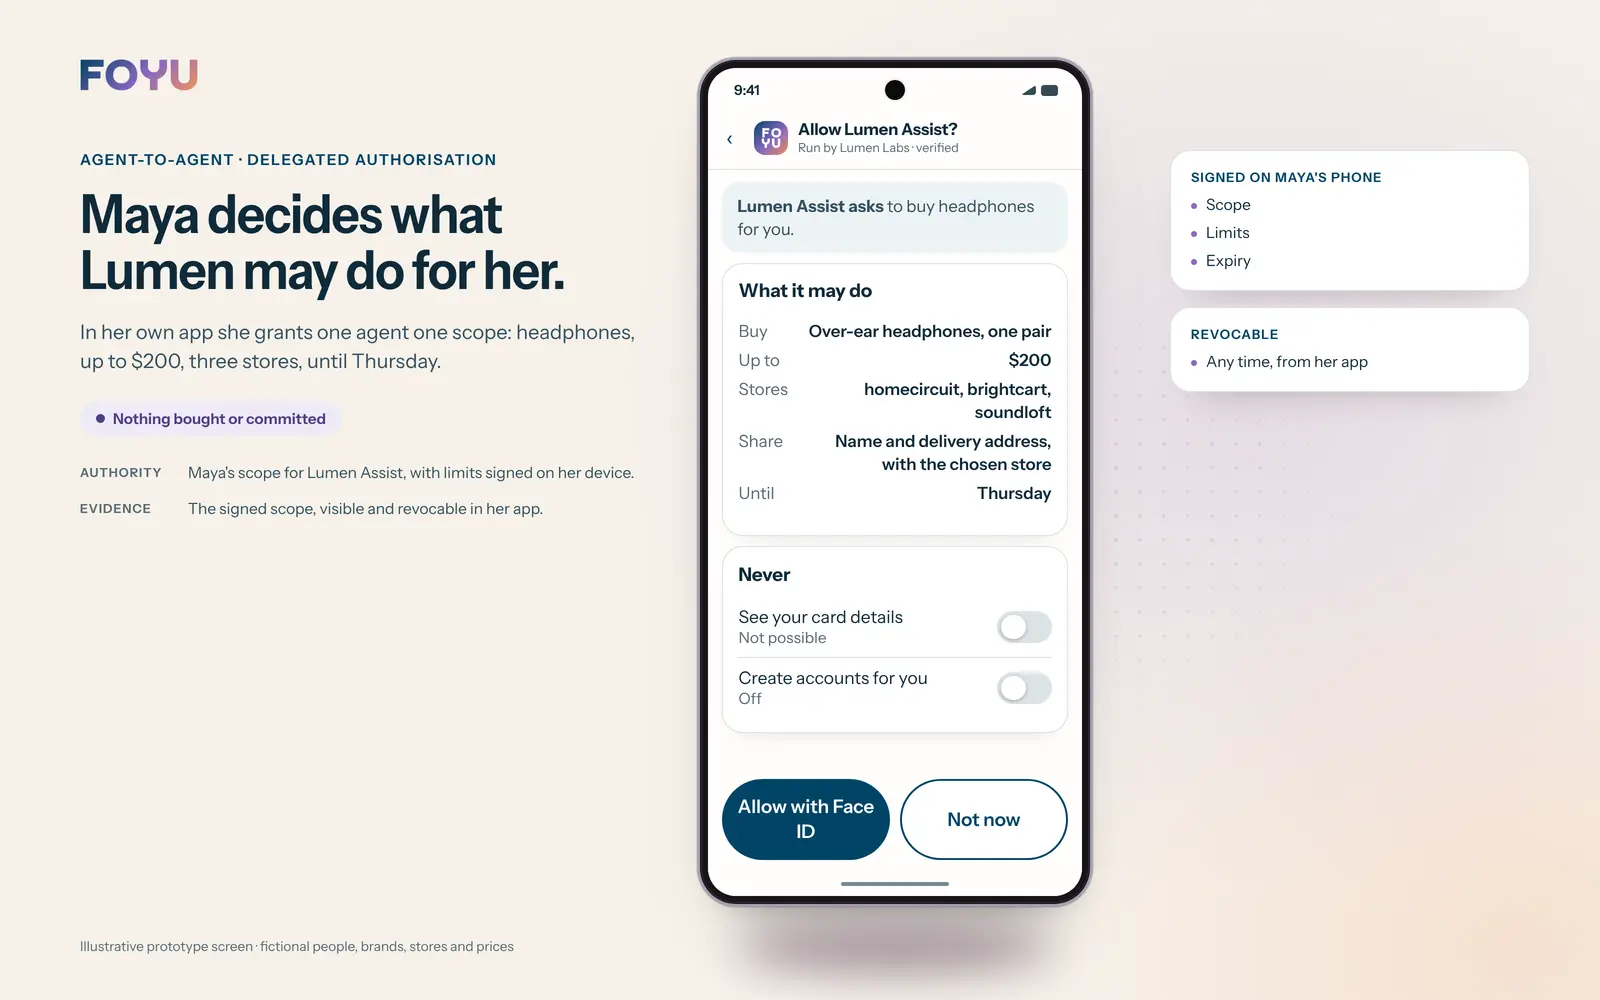 FOYU
AGENT-TO-AGENT · DELEGATED AUTHORISATION
Maya decides what
Lumen may do for her.
In her own app she grants one agent one scope: headphones,
up to $200, three stores, until Thursday.
Nothing bought or committed
AUTHORITY Maya's scope for Lumen Assist, with limits signed on her device.
EVIDENCE The signed scope, visible and revocable in her app.
Illustrative prototype screen · fictional people, brands, stores and prices
9:41
FO
YU
Allow Lumen Assist?
Run by Lumen Labs · verified
Lumen Assist asks to buy headphones
for you.
What it may do
Buy Over-ear headphones, one pair
Up to $200
Stores homecircuit, brightcart,
soundloft
Share Name and delivery address,
with the chosen store
Until Thursday
Never
See your card details
Not possible
Create accounts for you
Off
Allow with Face
ID
Not now
SIGNED ON MAYA'S PHONE
Scope
Limits
Expiry
REVOCABLE
Any time, from her app